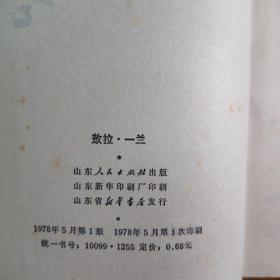 敖拉·一兰
*
山东人民出版社出版
山东新华印刷厂印刷
山东省新华书店发行
*
1978年5月第1版 1978年5月第1次印刷
统一书号：10099·1255 定价：0.66元